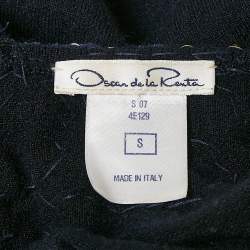 Oscar de la Renta
S 07
4E129
S
MADE IN ITALY